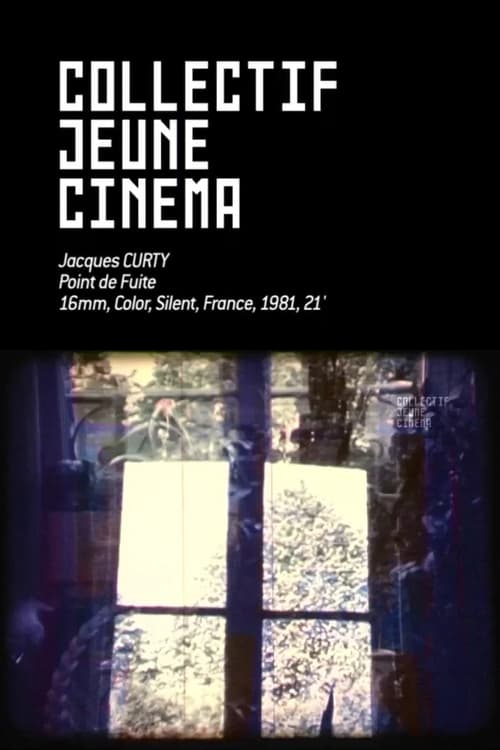 COLLECTIF
JEUNE
CINEMA
Jacques CURTY
Point de Fuite
16mm, Color, Silent, France, 1981, 21'
COLLECTIF
JEUNE
CINEMA